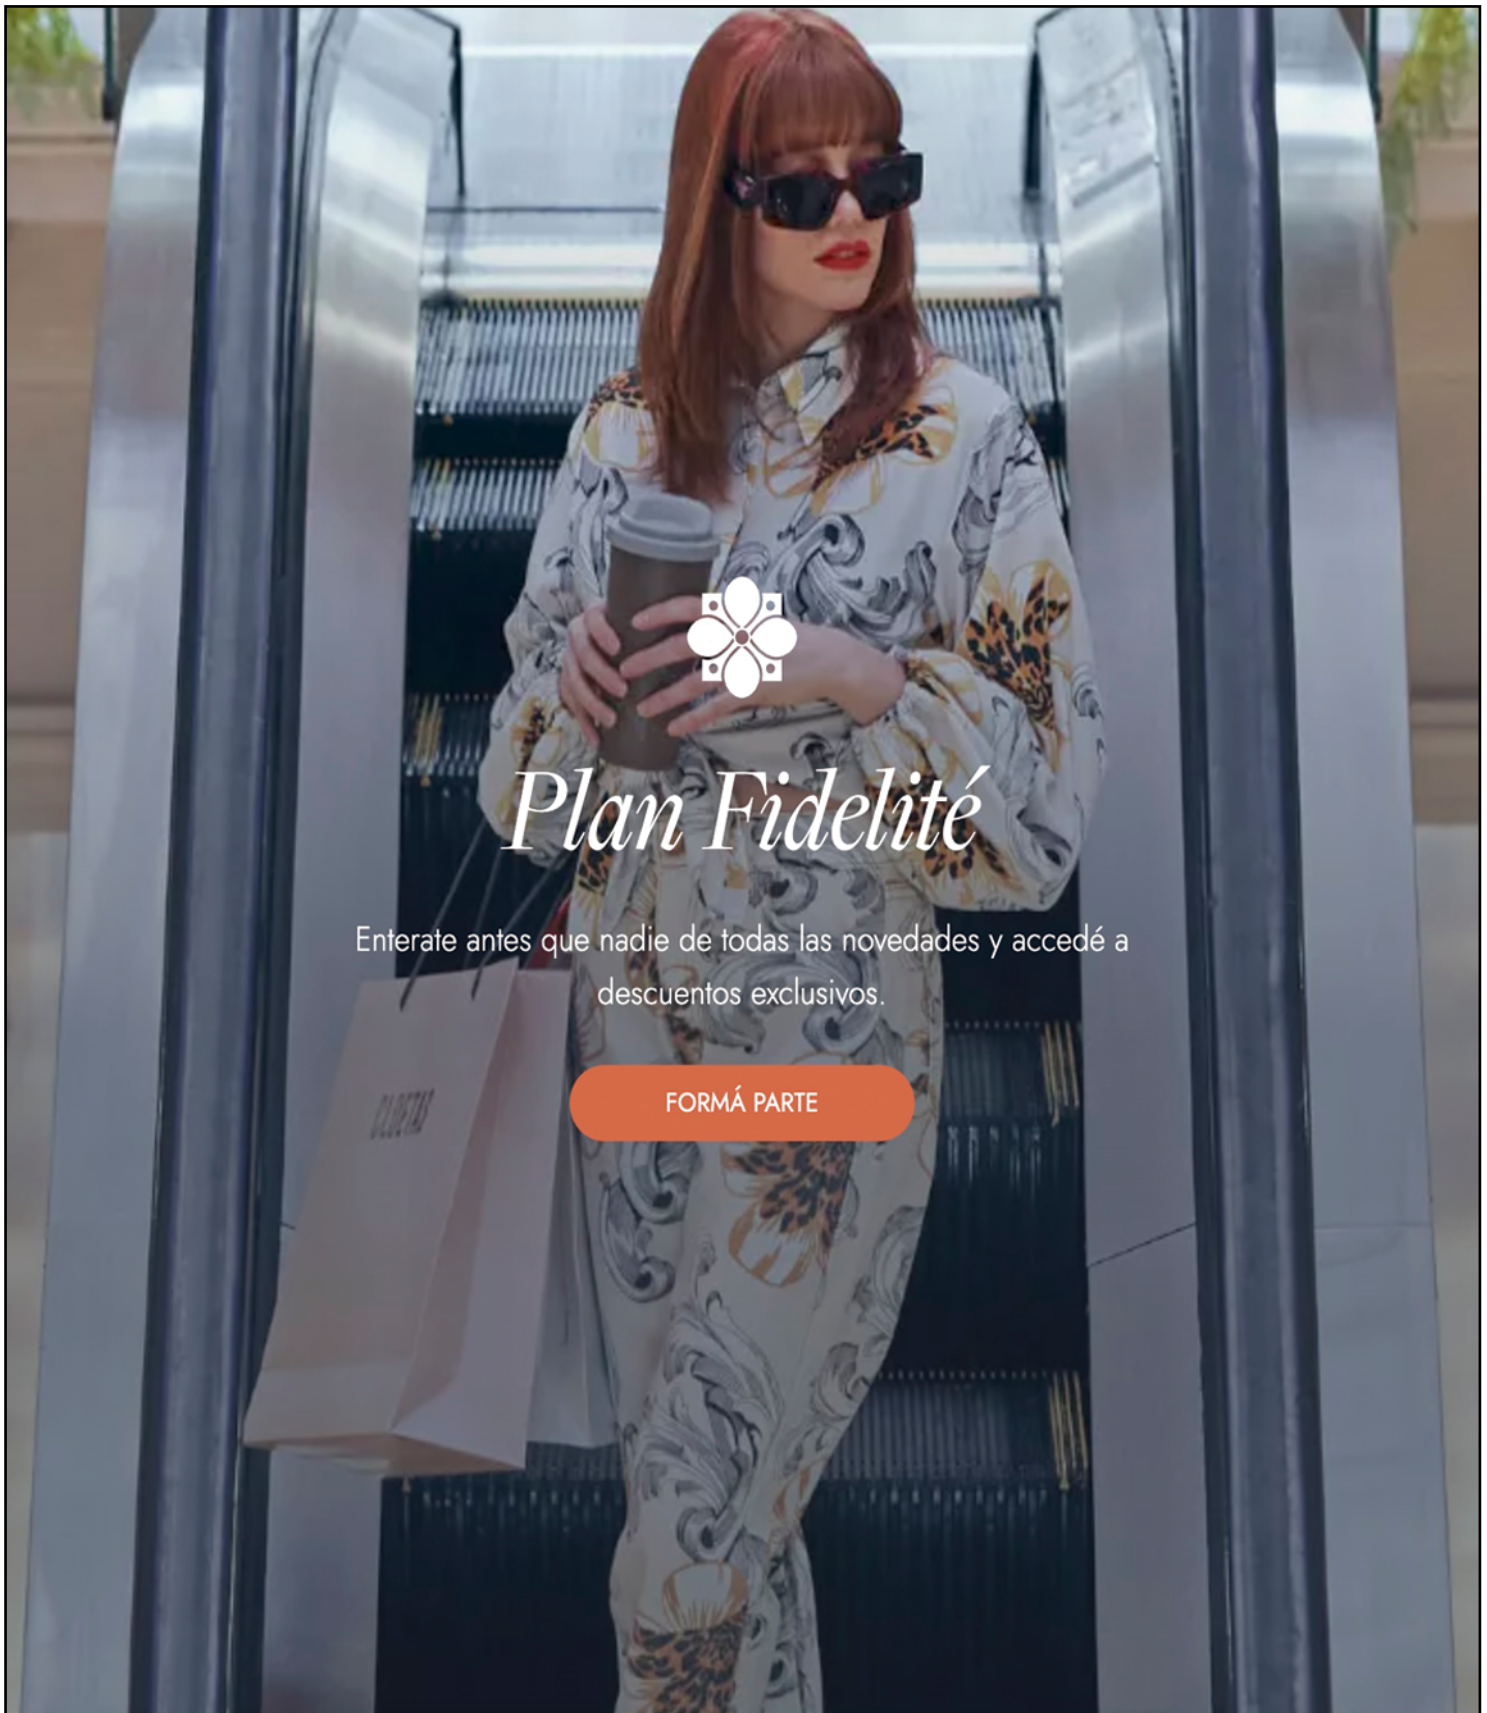 Plan Fidelité
Enterate antes que nadie de todas las novedades y accedé a
descuentos exclusivos.
FORMÁ PARTE